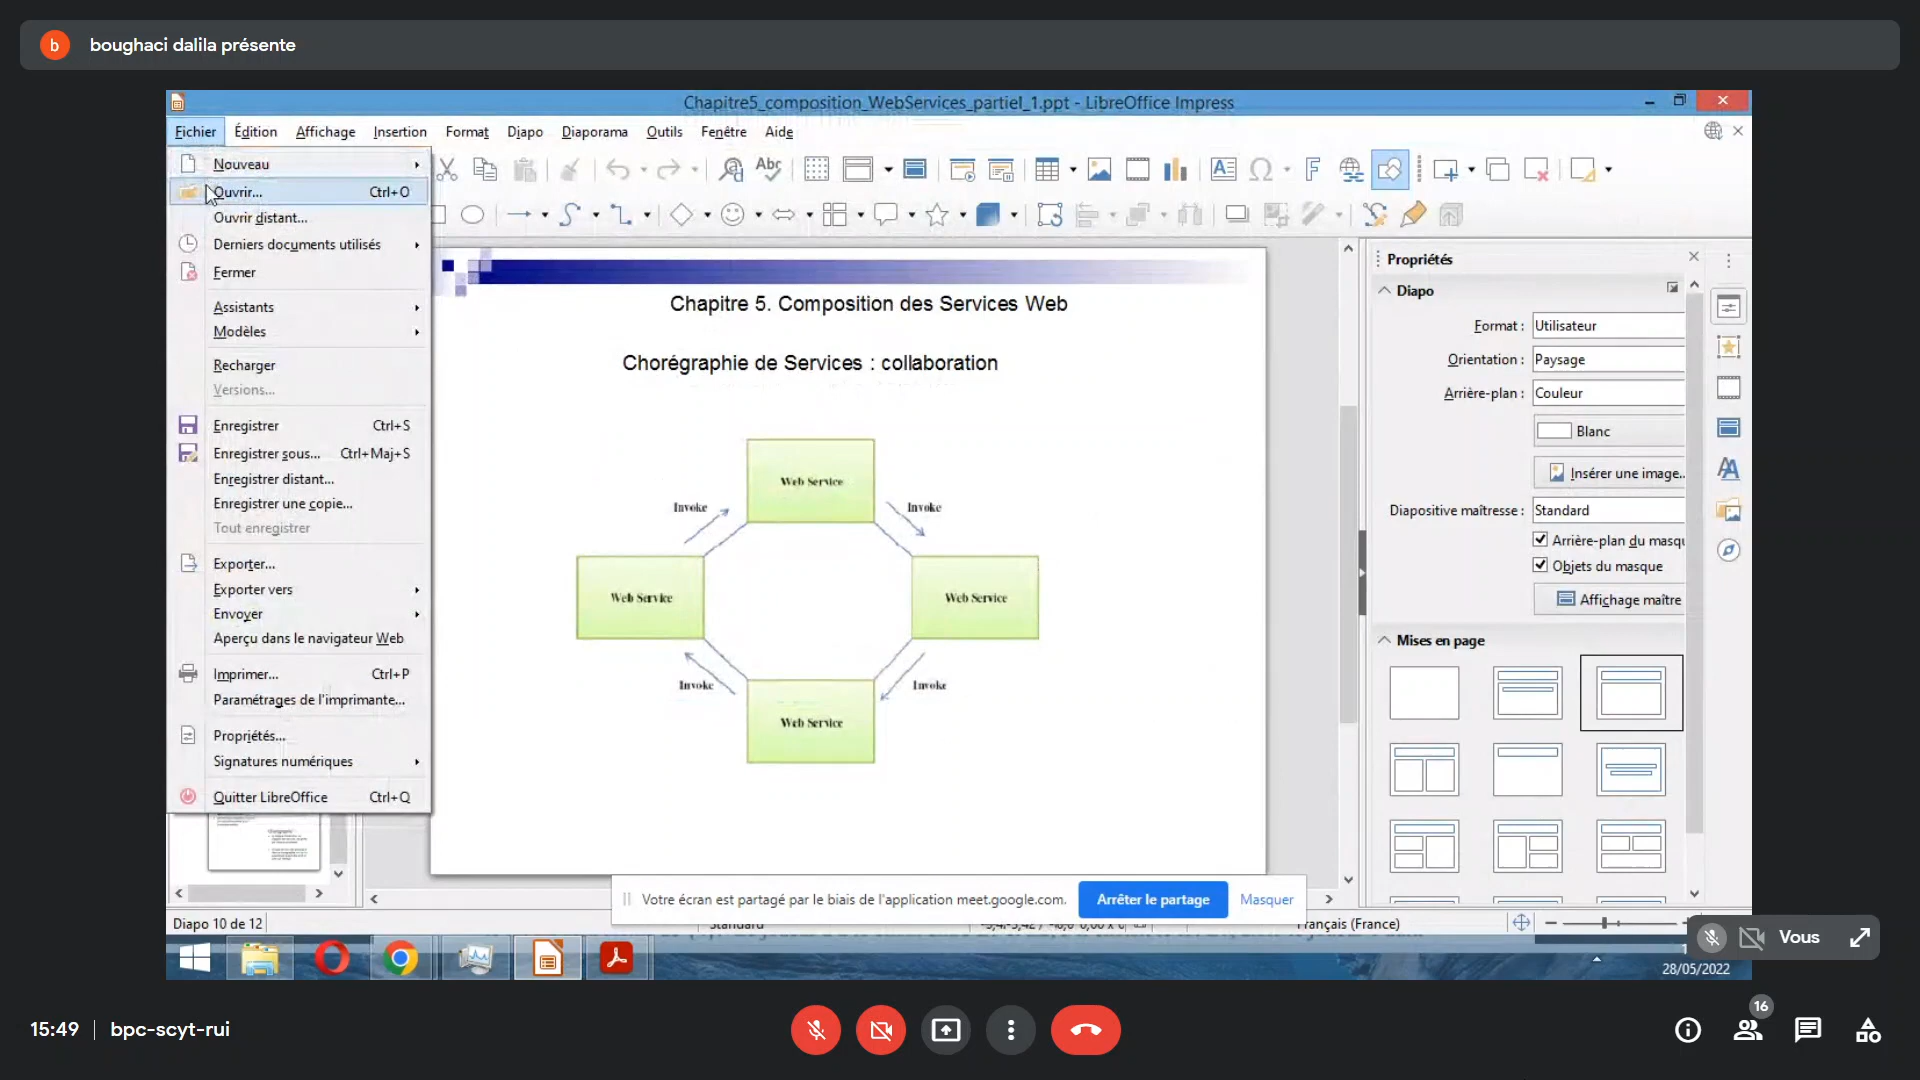 b boughaci dalila présente
Chapitre5_composition_WebServices_partiel_1.ppt - LibreOffice Impress
Fichier Édition Affichage Insertion Format Diapo Diaporama Outils Fenêtre Aide
Nouveau
Ouvrir... Ctrl+O
Ouvrir distant...
Derniers documents utilisés
Fermer
Assistants
Modèles
Recharger
Versions...
Enregistrer Ctrl+S
Enregistrer sous... Ctrl+Maj+S
Enregistrer distant...
Enregistrer une copie...
Tout enregistrer
Exporter...
Exporter vers
Envoyer
Aperçu dans le navigateur Web
Imprimer... Ctrl+P
Paramétrages de l'imprimante...
Propriétés...
Signatures numériques
Quitter LibreOffice Ctrl+Q
Chapitre 5. Composition des Services Web
Chorégraphie de Services : collaboration
Web Service
Invoke Invoke
Web Service Web Service
Invoke Invoke
Web Service
Propriétés
Diapo
Format : Utilisateur
Orientation : Paysage
Arrière-plan : Couleur
Blanc
Insérer une image..
Diapositive maîtresse : Standard
Arrière-plan du masqu
Objets du masque
Affichage maître
Mises en page
Votre écran est partagé par le biais de l'application meet.google.com. Arrêter le partage Masquer
Diapo 10 de 12 Standard Français (France)
Vous
28/05/2022
15:49 bpc-scyt-rui
16